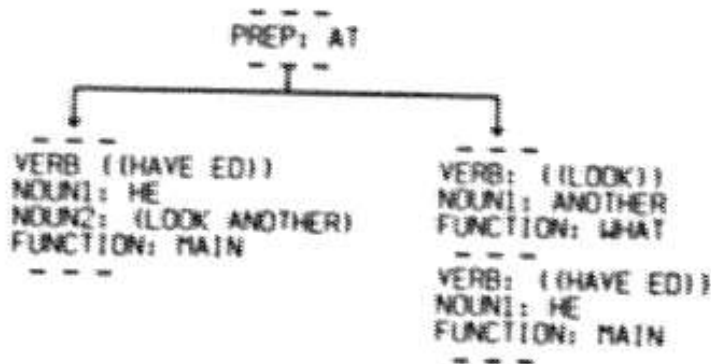 PREP: AT
VERB ((HAVE ED))
NOUN1: HE
NOUN2: (LOOK ANOTHER)
FUNCTION: MAIN
VERB: ((LOOK))
NOUN1: ANOTHER
FUNCTION: WHAT
VERB: ((HAVE ED))
NOUN1: HE
FUNCTION: MAIN